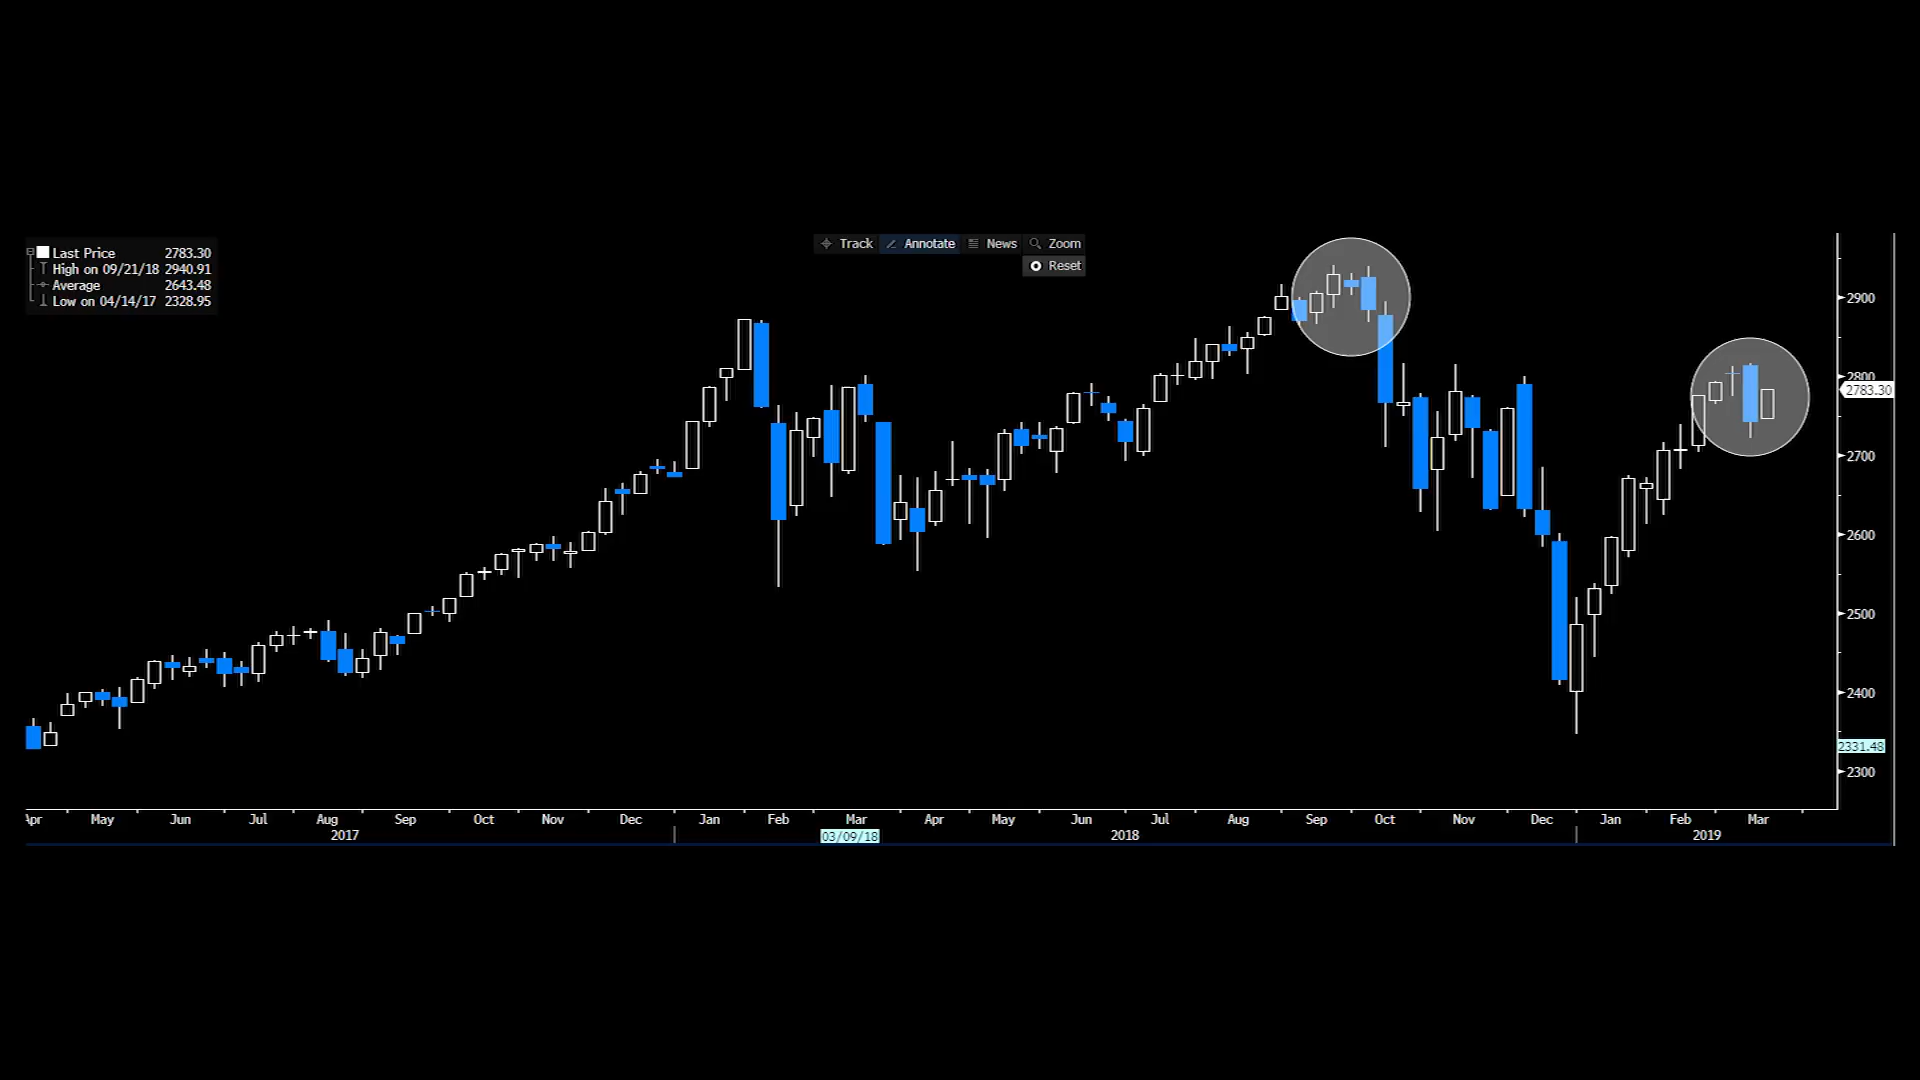 Track Annotate News Zoom
Reset
Last Price 2783.30
High on 09/21/18 2940.91
Average 2643.48
Low on 04/14/17 2328.95
2900
2800
2783.30
2700
2600
2500
2400
2331.48
2300
Apr May Jun Jul Aug Sep Oct Nov Dec Jan Feb Mar Apr May Jun Jul Aug Sep Oct Nov Dec Jan Feb Mar
2017 03/09/18 2018 2019